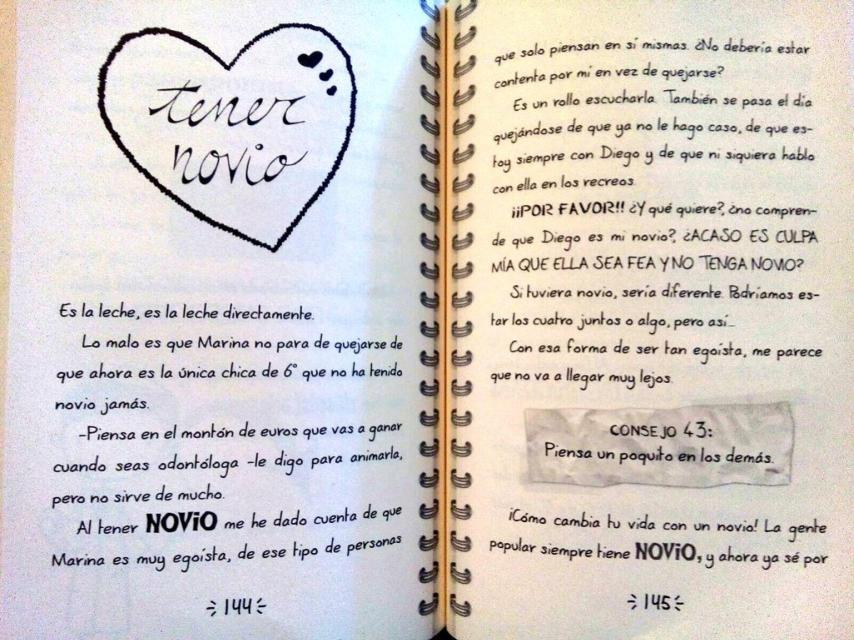 tener
novio
Es la leche, es la leche directamente.
Lo malo es que Marina no para de quejarse de
que ahora es la única chica de 6º que no ha tenido
novio jamás.
-Piensa en el montón de euros que vas a ganar
cuando seas odontóloga -le digo para animarla,
pero no sirve de mucho.
Al tener NOVIO me he dado cuenta de que
Marina es muy egoísta, de ese tipo de personas
144
que solo piensan en sí mismas. ¿No debería estar
contenta por mí en vez de quejarse?
Es un rollo escucharla. También se pasa el día
quejándose de que ya no le hago caso, de que es-
toy siempre con Diego y de que ni siquiera hablo
con ella en los recreos.
¡¡POR FAVOR!! ¿Y qué quiere?, ¿no compren-
de que Diego es mi novio?, ¿ACASO ES CULPA
MÍA QUE ELLA SEA FEA Y NO TENGA NOVIO?
Si tuviera novio, sería diferente. Podríamos es-
tar los cuatro juntos o algo, pero así...
Con esa forma de ser tan egoísta, me parece
que no va a llegar muy lejos.
CONSEJO 43:
Piensa un poquito en los demás.
¡Cómo cambia tu vida con un novio! La gente
popular siempre tiene NOVIO, y ahora ya sé por
145